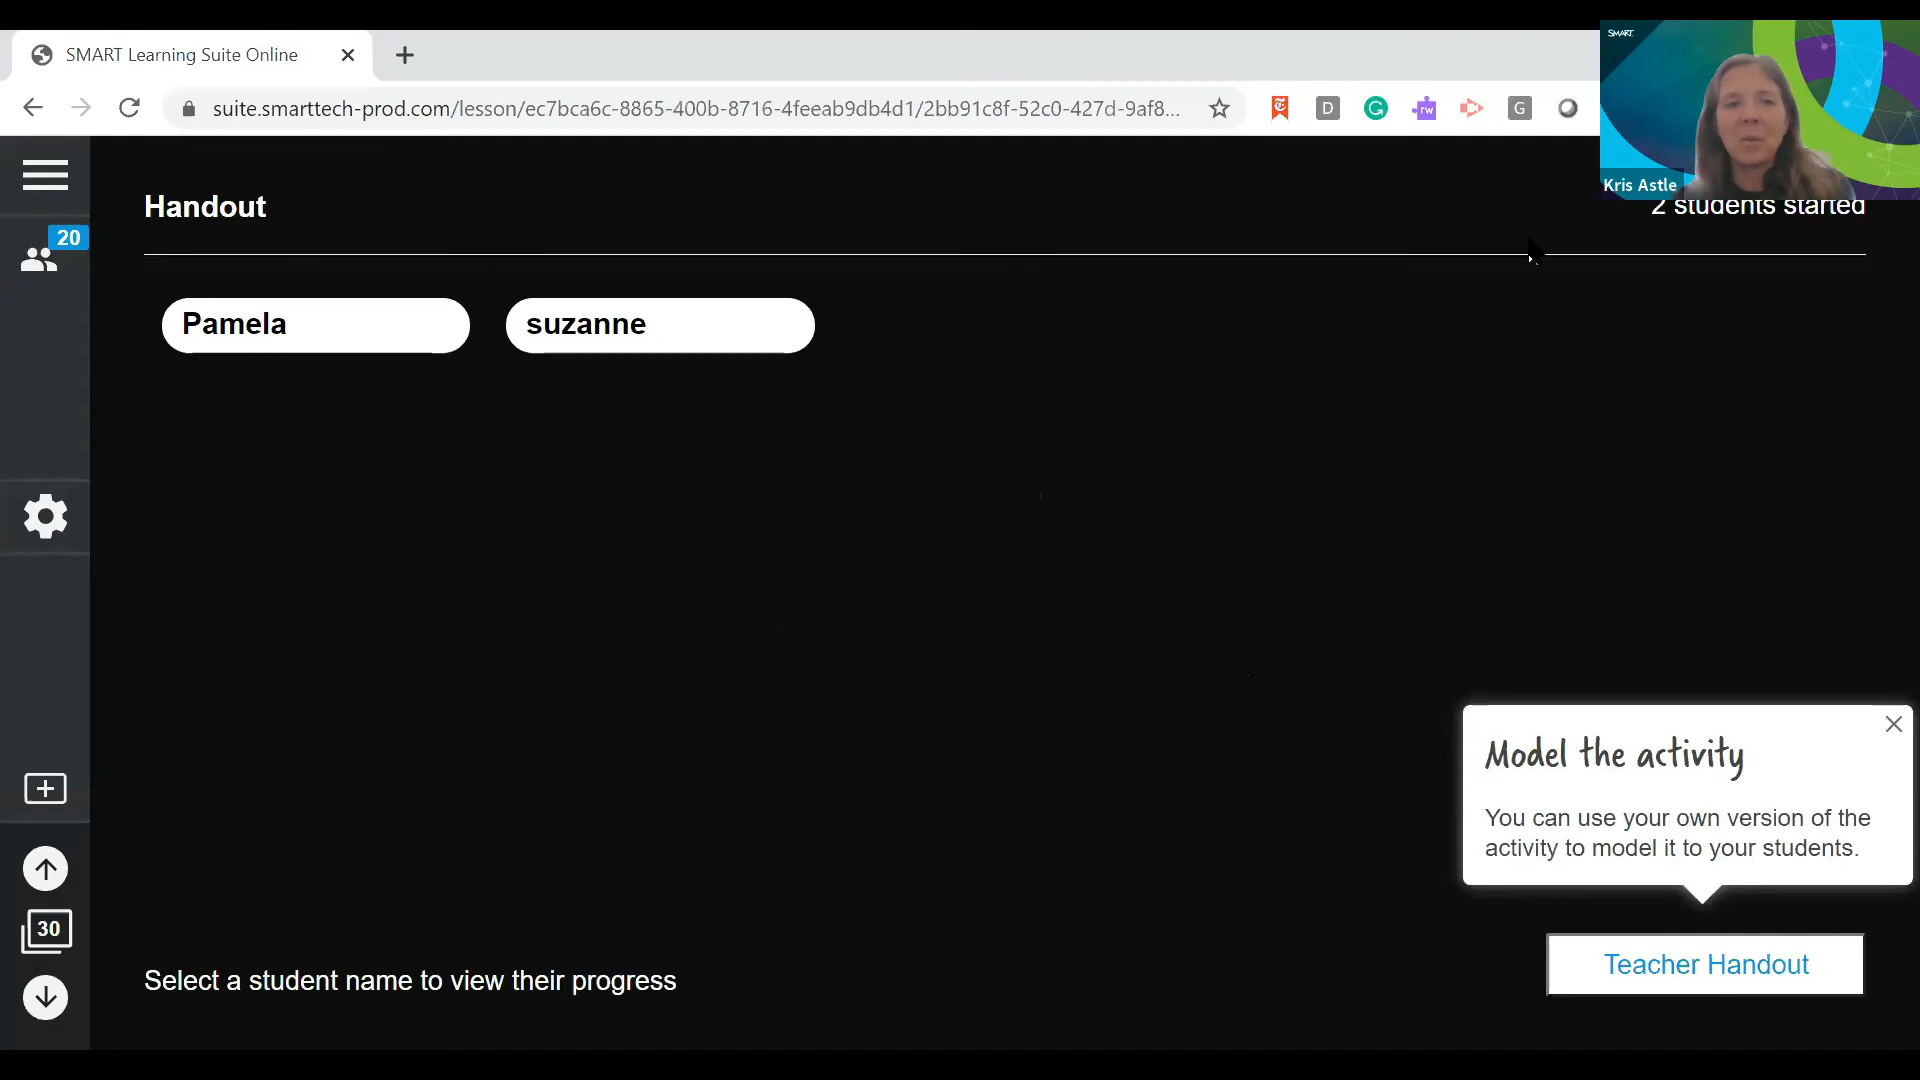 SMART Learning Suite Online
suite.smarttech-prod.com/lesson/ec7bca6c-8865-400b-8716-4feeab9db4d1/2bb91c8f-52c0-427d-9af8...
D
G
rw
G
SMART
Kris Astle
20
Handout
2 students started
Pamela
suzanne
Model the activity
You can use your own version of the
activity to model it to your students.
30
Teacher Handout
Select a student name to view their progress